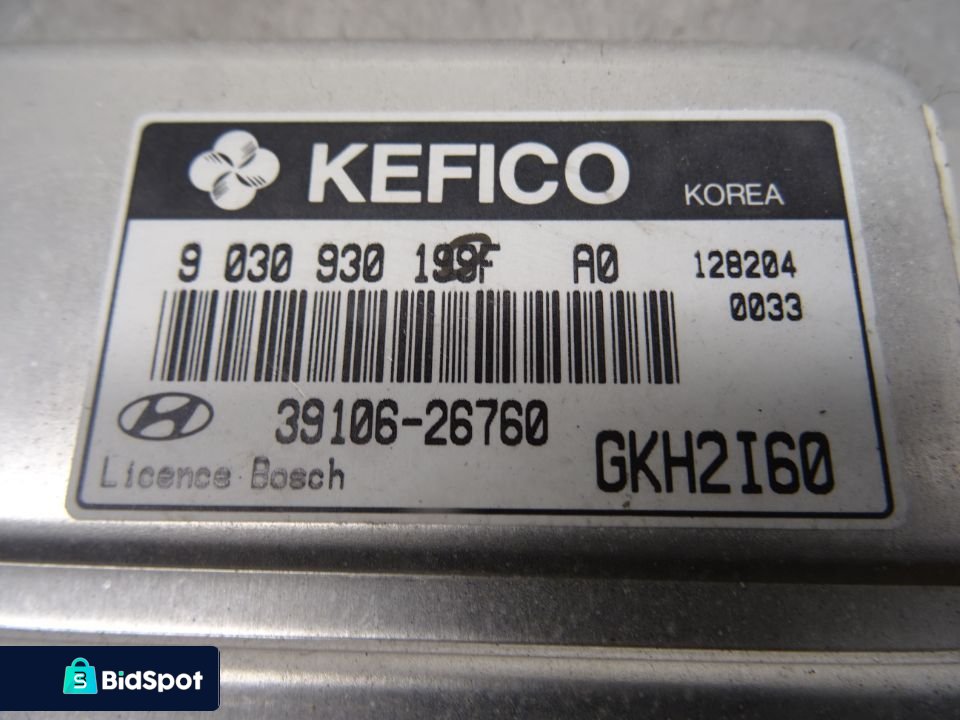 KEFICO KOREA
9 030 930 199F A0 128204
0033
39106-26760
GKH2I60
Licence Bosch
BidSpot